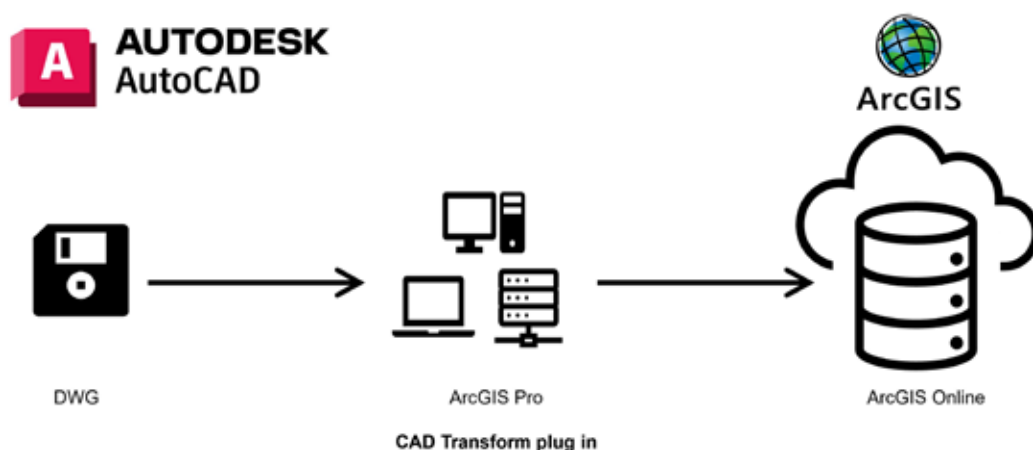 A
AUTODESK
AutoCAD
ArcGIS
DWG
ArcGIS Pro
ArcGIS Online
CAD Transform plug in